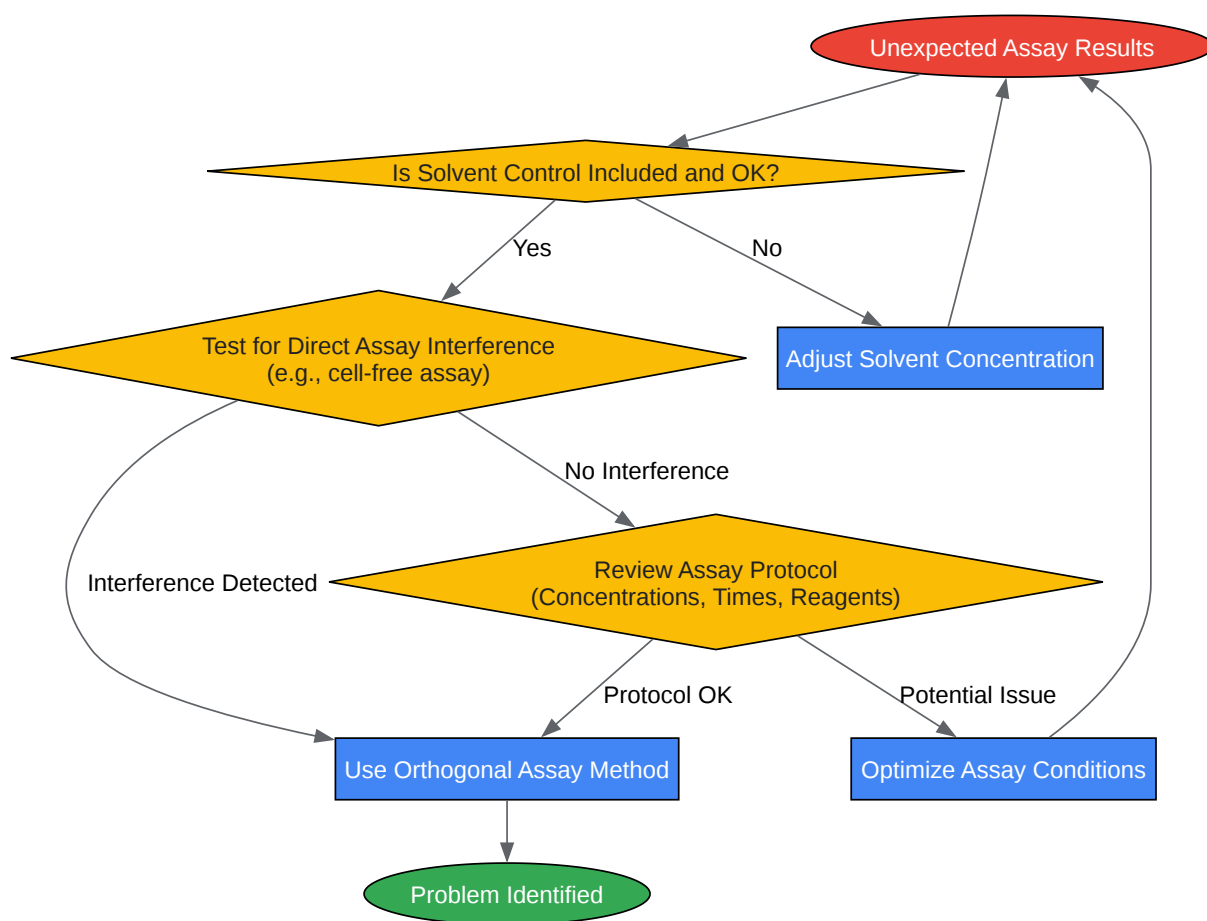 Unexpected Assay Results
Is Solvent Control Included and OK?
Yes
No
Test for Direct Assay Interference
(e.g., cell-free assay)
Adjust Solvent Concentration
No Interference
Interference Detected
Review Assay Protocol
(Concentrations, Times, Reagents)
Protocol OK
Potential Issue
Use Orthogonal Assay Method
Optimize Assay Conditions
Problem Identified